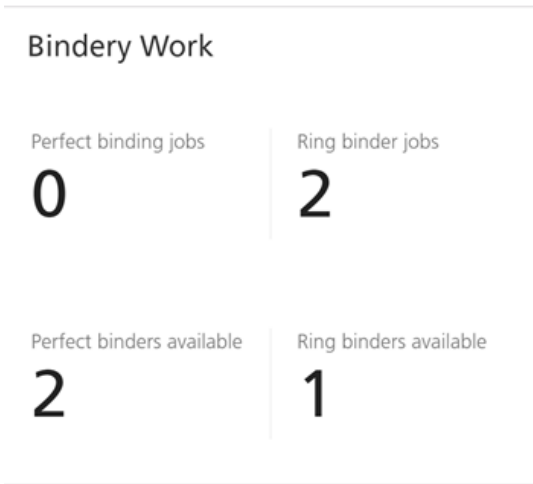 Bindery Work
Perfect binding jobs
Ring binder jobs
0
2
Perfect binders available
Ring binders available
2
1